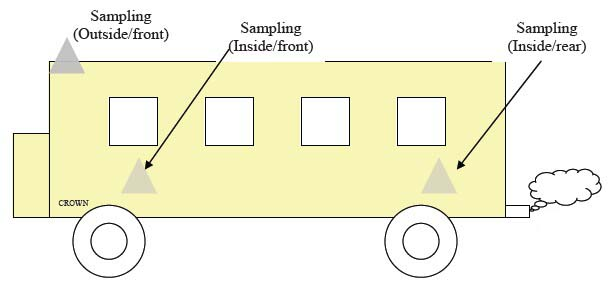 Sampling
(Outside/front)
Sampling
(Inside/front)
Sampling
(Inside/rear)
CROWN